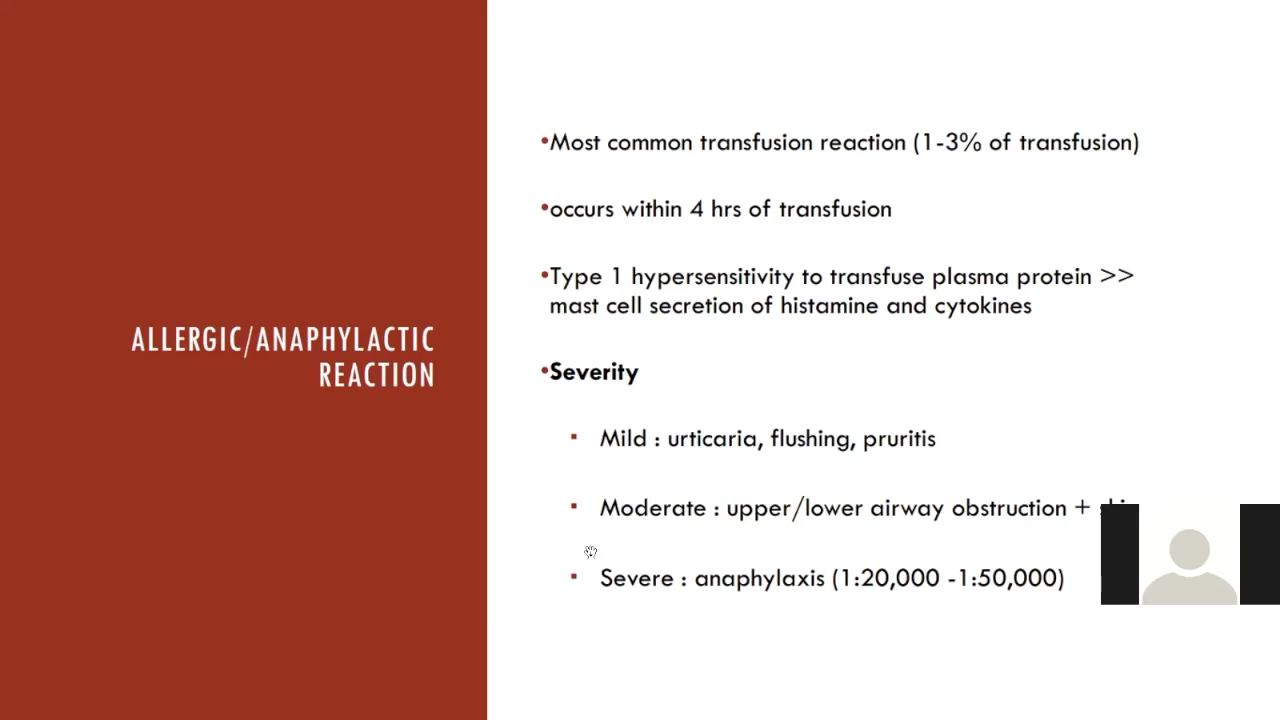 ALLERGIC/ANAPHYLACTIC
REACTION
•Most common transfusion reaction (1-3% of transfusion)
•occurs within 4 hrs of transfusion
•Type 1 hypersensitivity to transfuse plasma protein >>
mast cell secretion of histamine and cytokines
•Severity
▪ Mild : urticaria, flushing, pruritis
▪ Moderate : upper/lower airway obstruction +
▪ Severe : anaphylaxis (1:20,000 -1:50,000)